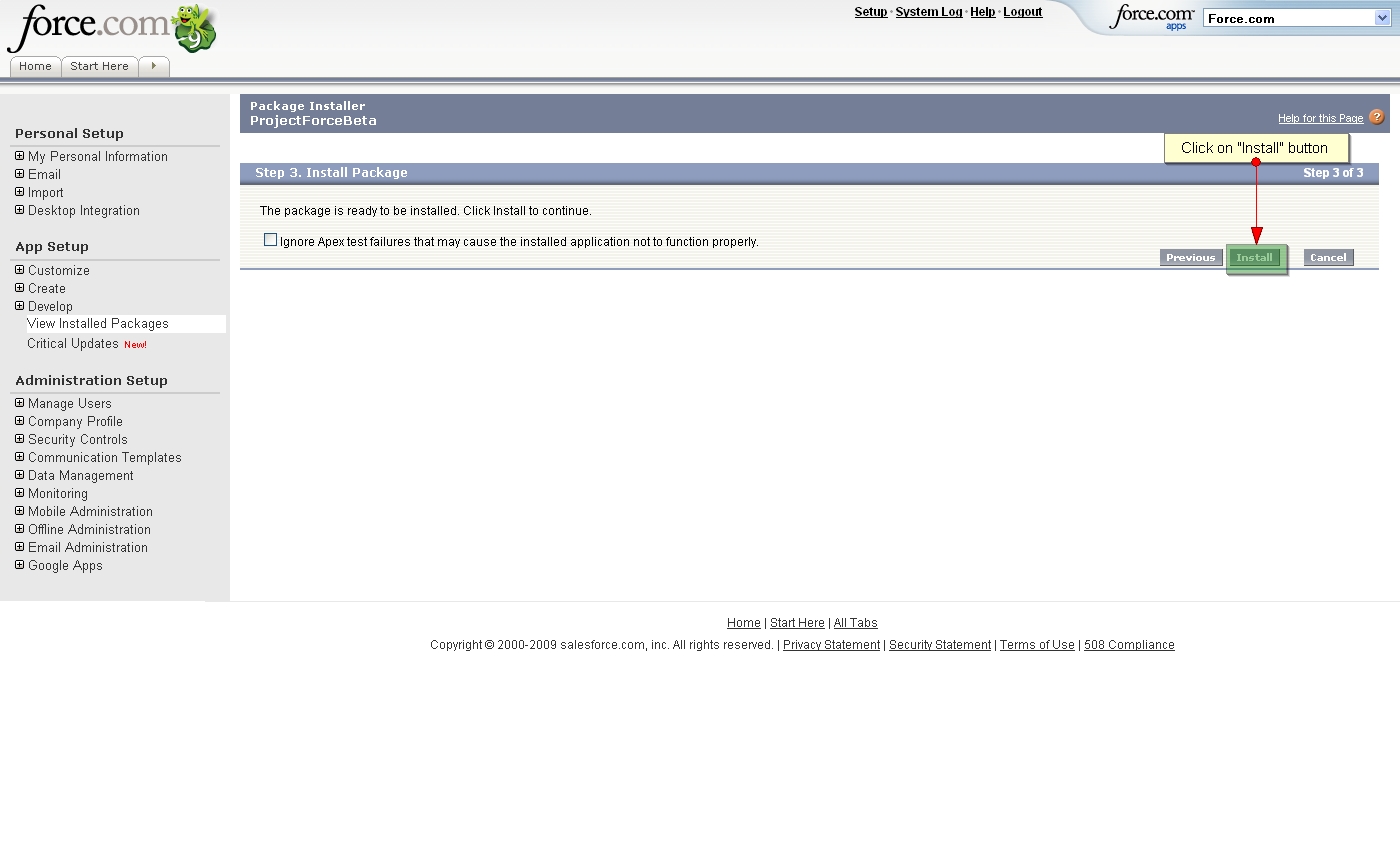 force.com
9
Setup · System Log · Help · Logout
force.com™
apps
Force.com
Home
Start Here
Personal Setup
My Personal Information
Email
Import
Desktop Integration
App Setup
Customize
Create
Develop
View Installed Packages
Critical Updates New!
Administration Setup
Manage Users
Company Profile
Security Controls
Communication Templates
Data Management
Monitoring
Mobile Administration
Offline Administration
Email Administration
Google Apps
Package Installer
ProjectForceBeta
Help for this Page ?
Click on "Install" button
Step 3. Install Package
Step 3 of 3
The package is ready to be installed. Click Install to continue.
Ignore Apex test failures that may cause the installed application not to function properly.
Previous
Install
Cancel
Home | Start Here | All Tabs
Copyright © 2000-2009 salesforce.com, inc. All rights reserved. | Privacy Statement | Security Statement | Terms of Use | 508 Compliance